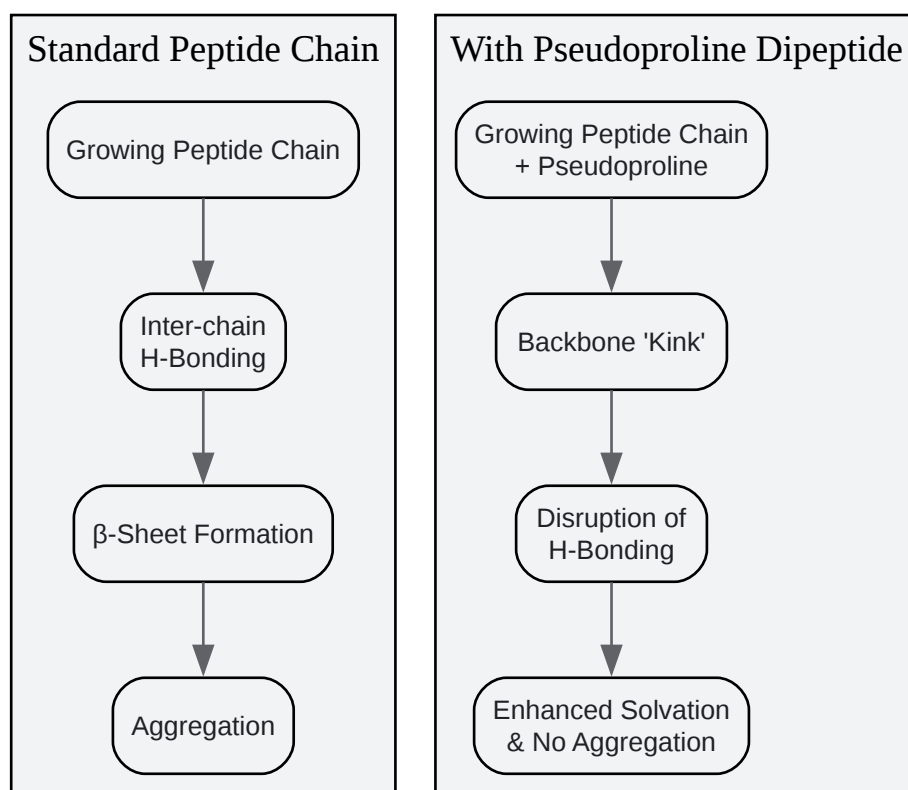 Standard Peptide Chain
Growing Peptide Chain
Inter-chain
H-Bonding
β-Sheet Formation
Aggregation
With Pseudoproline Dipeptide
Growing Peptide Chain
+ Pseudoproline
Backbone 'Kink'
Disruption of
H-Bonding
Enhanced Solvation
& No Aggregation